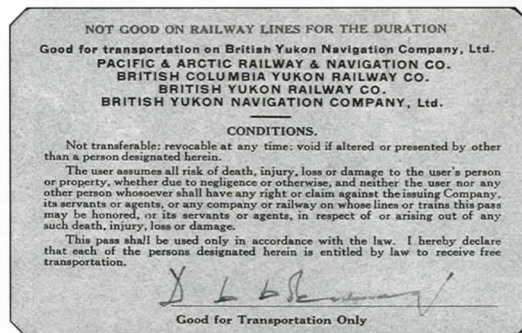 NOT GOOD ON RAILWAY LINES FOR THE DURATION
Good for transportation on British Yukon Navigation Company, Ltd.
PACIFIC & ARCTIC RAILWAY & NAVIGATION CO.
BRITISH COLUMBIA YUKON RAILWAY CO.
BRITISH YUKON RAILWAY CO.
BRITISH YUKON NAVIGATION COMPANY, Ltd.
CONDITIONS.
Not transferable: revocable at any time: void if altered or presented by other
than a person designated herein.
The user assumes all risk of death, injury, loss or damage to the user's person
or property, whether due to negligence or otherwise, and neither the user nor any
other person whosoever shall have any right or claim against the issuing Company,
its servants or agents, or any company or railway on whose lines or trains this pass
may be honored, or its servants or agents, in respect of or arising out of any
such death, injury, loss or damage.
This pass shall be used only in accordance with the law. I hereby declare
that each of the persons designated herein is entitled by law to receive free
transportation.
Good for Transportation Only